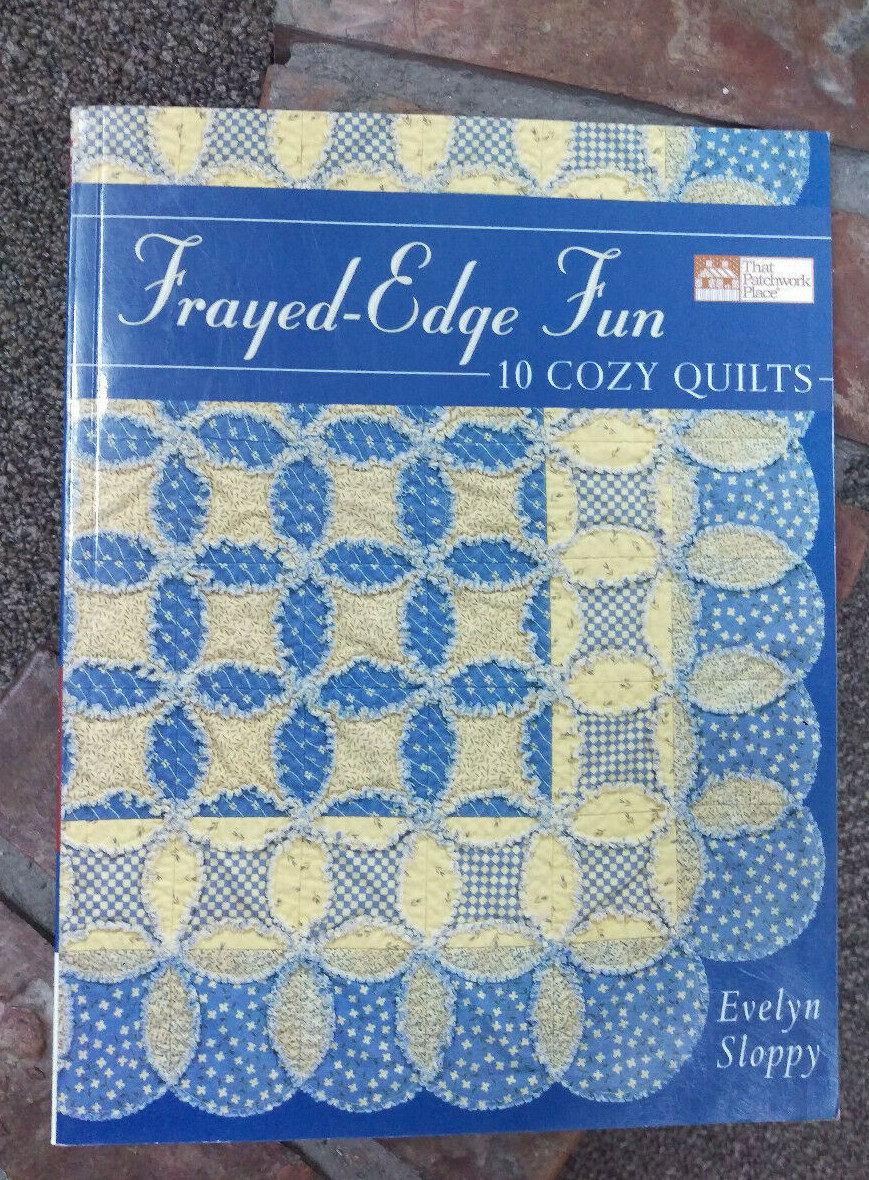 Frayed-Edge Fun
That
Patchwork
Place®
10 COZY QUILTS
Evelyn
Sloppy